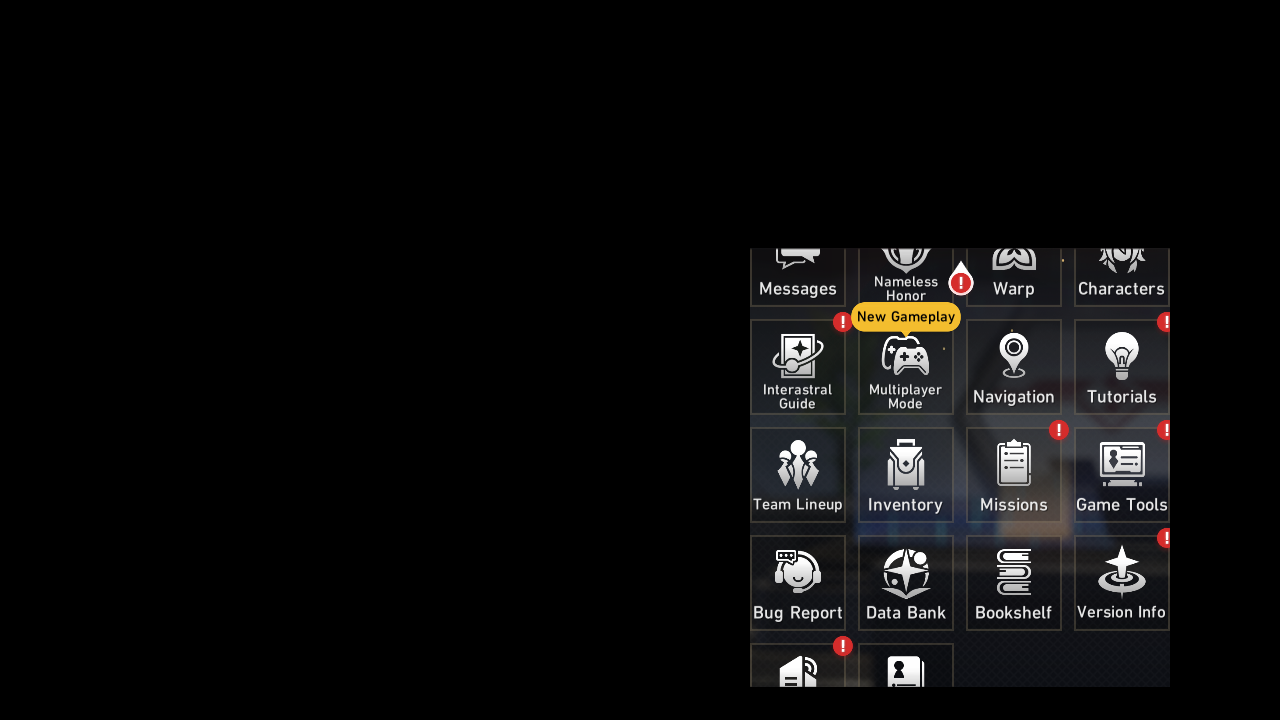 Messages
Nameless
Honor
Warp
Characters
New Gameplay
Interastral
Guide
Multiplayer
Mode
Navigation
Tutorials
Team Lineup
Inventory
Missions
Game Tools
Bug Report
Data Bank
Bookshelf
Version Info